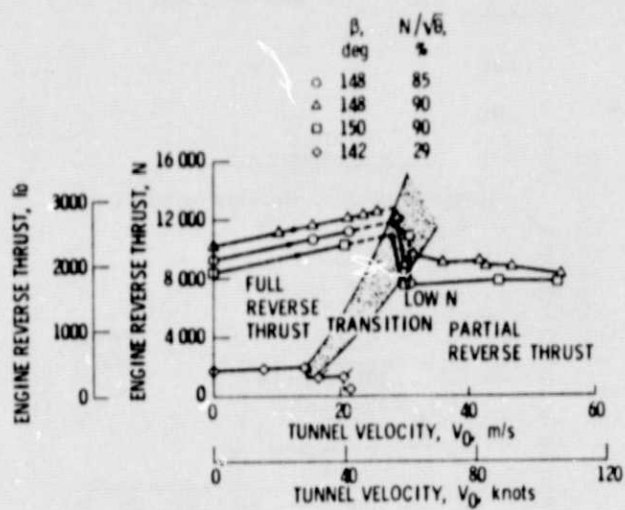 β, N/√θ,
deg %
○ 148 85
△ 148 90
□ 150 90
◇ 142 29
ENGINE REVERSE THRUST, lb
3000
2000
1000
0
ENGINE REVERSE THRUST, N
16 000
12 000
8 000
4 000
0
FULL
REVERSE
THRUST
TRANSITION
LOW N
PARTIAL
REVERSE THRUST
0 20 40 60
TUNNEL VELOCITY, V0, m/s
0 40 80 120
TUNNEL VELOCITY, V0, knots